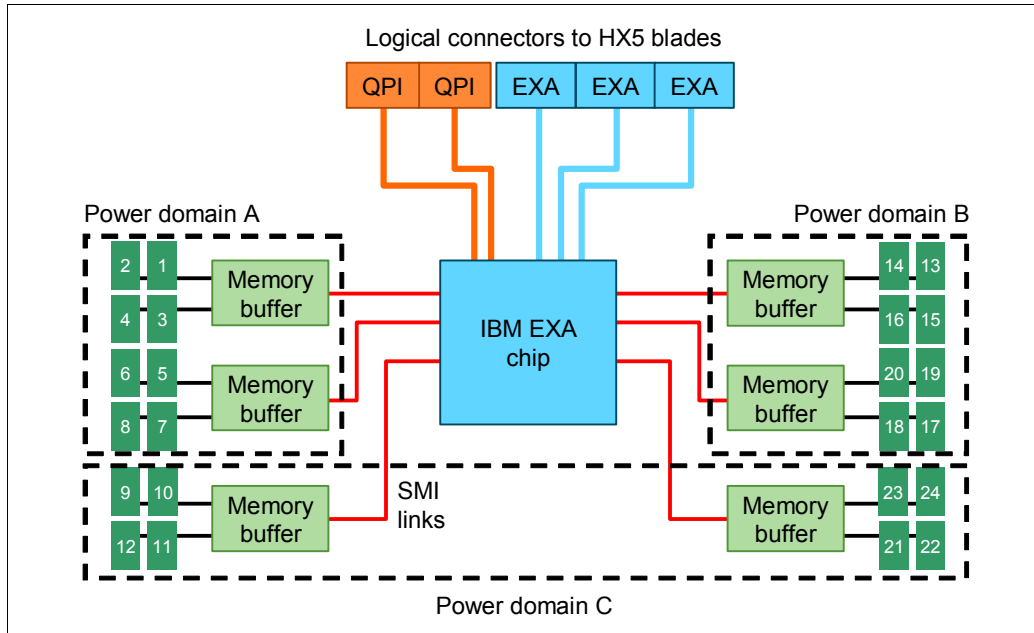 Logical connectors to HX5 blades
QPI QPI EXA EXA EXA
Power domain A
Power domain B
2 1
Memory
buffer
4 3
6 5
Memory
buffer
8 7
IBM EXA
chip
Memory
buffer
14 13
16 15
Memory
buffer
20 19
18 17
9 10
Memory
buffer
12 11
SMI
links
Memory
buffer
23 24
21 22
Power domain C